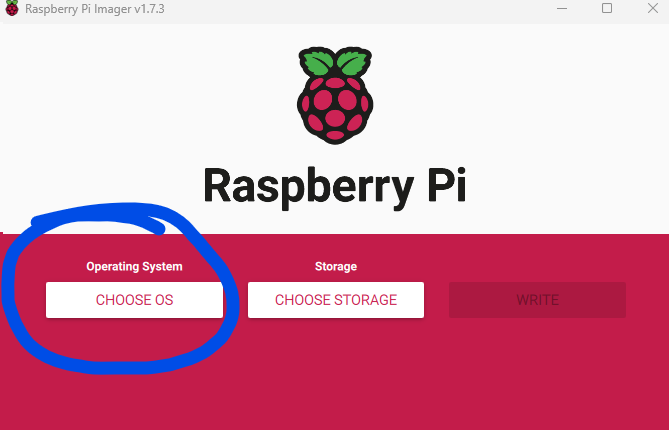 Raspberry Pi Imager v1.7.3
Raspberry Pi
Operating System
Storage
CHOOSE OS
CHOOSE STORAGE
WRITE